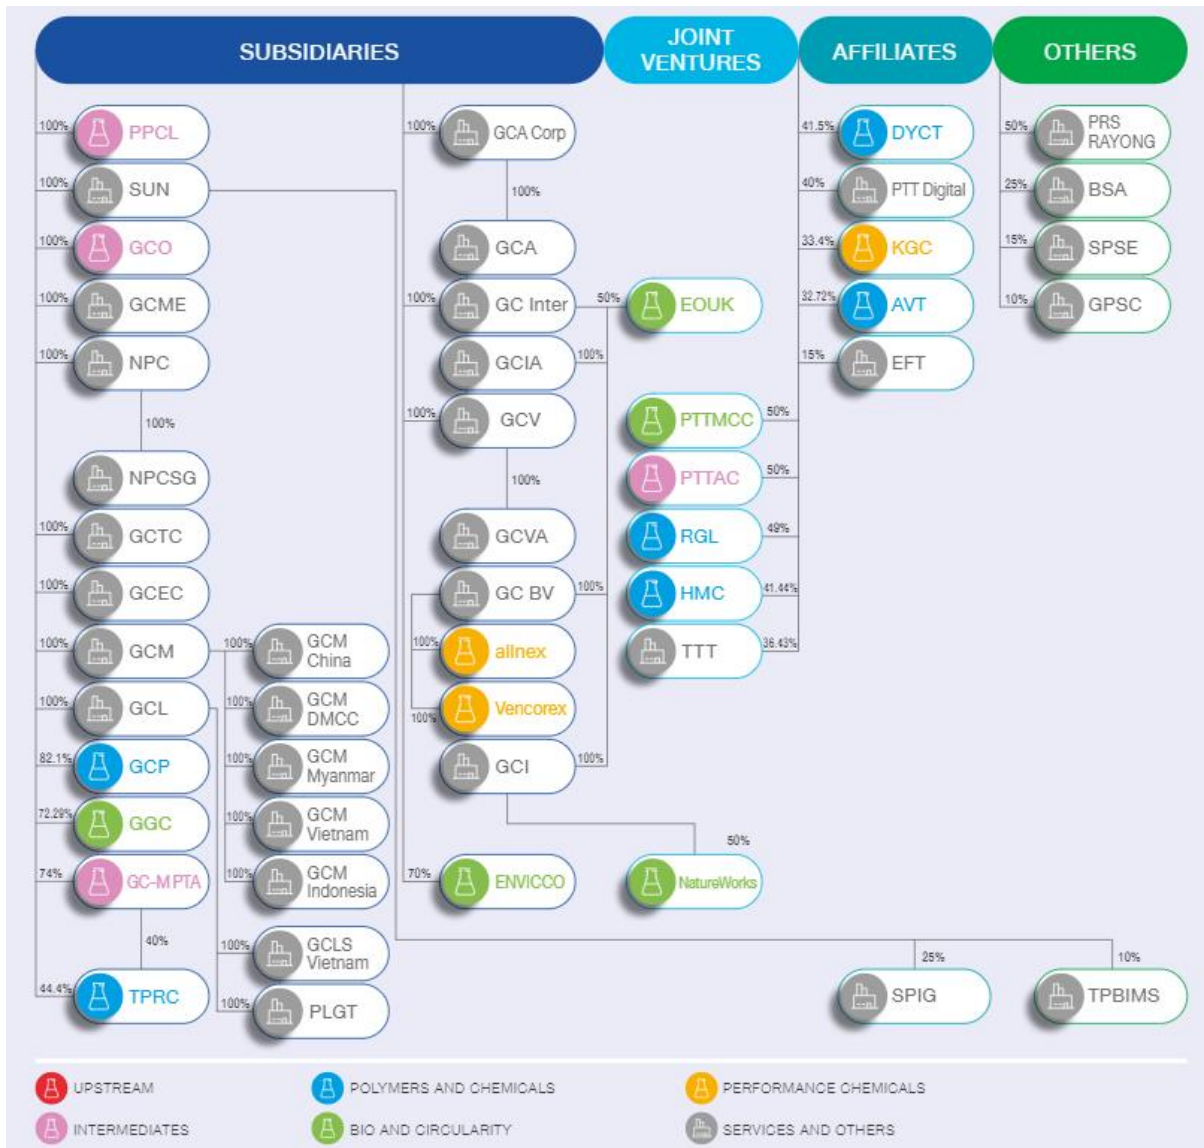 SUBSIDIARIES
JOINT
VENTURES
AFFILIATES
OTHERS
100%
PPCL
100%
SUN
100%
GCO
100%
GCME
100%
NPC
100%
NPCSG
100%
GCTC
100%
GCEC
100%
GCM
100%
GCL
82.1%
GCP
72.29%
GGC
74%
GC-M PTA
40%
44.4%
TPRC
100%
GCM
China
100%
GCM
DMCC
100%
GCM
Myanmar
100%
GCM
Vietnam
100%
GCM
Indonesia
100%
GCLS
Vietnam
100%
PLGT
100%
GCA Corp
100%
GCA
100%
GC Inter
50%
GCIA
100%
100%
GCV
100%
GCVA
GC BV
100%
100%
allnex
100%
Vencorex
GCI
100%
50%
70%
ENVICCO
EOUK
PTTMCC
50%
PTTAC
50%
RGL
49%
HMC
41.44%
TTT
36.43%
NatureWorks
41.5%
DYCT
40%
PTT Digital
33.4%
KGC
32.72%
AVT
15%
EFT
50%
PRS
RAYONG
25%
BSA
15%
SPSE
10%
GPSC
25%
SPIG
10%
TPBIMS
UPSTREAM
POLYMERS AND CHEMICALS
PERFORMANCE CHEMICALS
INTERMEDIATES
BIO AND CIRCULARITY
SERVICES AND OTHERS